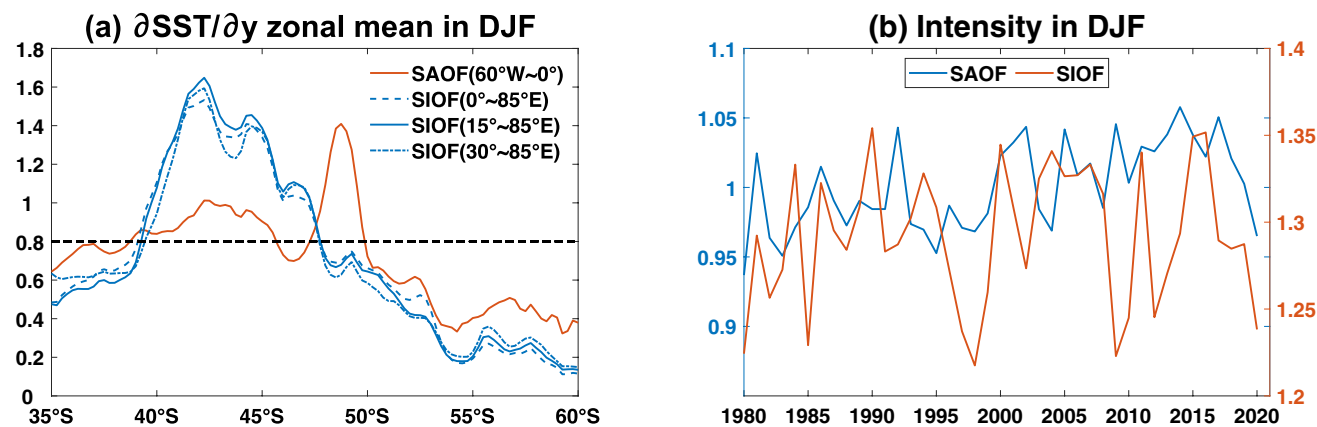 (a) ∂SST/∂y zonal mean in DJF
1.8
1.6
1.4
1.2
1
0.8
0.6
0.4
0.2
0
35°S 40°S 45°S 50°S 55°S 60°S
SAOF(60°W~0°)
SIOF(0°~85°E)
SIOF(15°~85°E)
SIOF(30°~85°E)
(b) Intensity in DJF
SAOF SIOF
1.1
1.05
1
0.95
0.9
1.4
1.35
1.3
1.25
1.2
1980 1985 1990 1995 2000 2005 2010 2015 2020